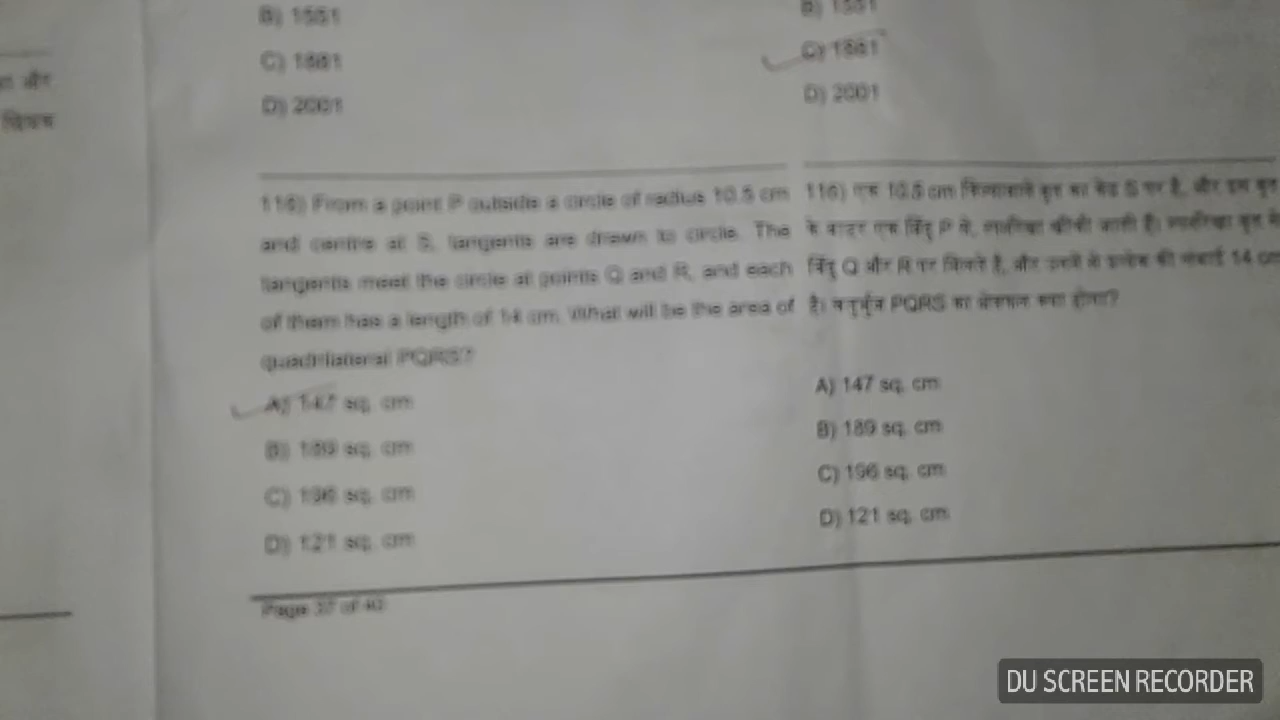 B) 1551
C) 1881
D) 2001
B) 1551
C) 1881
D) 2001
और
116) From a point P outside a circle of radius 10.5 cm
and centre at S, tangents are drawn to circle. The
tangents meet the circle at points Q and R, and each
of them has a length of 14 cm. What will be the area of
quadrilateral PQRS?
A) 147 sq. cm
B) 189 sq. cm
C) 196 sq. cm
D) 121 sq. cm
116) एक 10.5 cm त्रिज्यावाले वृत्त का केंद्र S पर है, और इस वृत्त
के बाहर एक बिंदु P से, स्पर्शरेखा खींची जाती है। स्पर्शरेखा वृत्त से
बिंदु Q और R पर मिलते है, और उनमें से प्रत्येक की लंबाई 14 cm
है। चतुर्भुज PQRS का क्षेत्रफल क्या होगा?
A) 147 sq. cm
B) 189 sq. cm
C) 196 sq. cm
D) 121 sq. cm
Page 37 of 40
DU SCREEN RECORDER